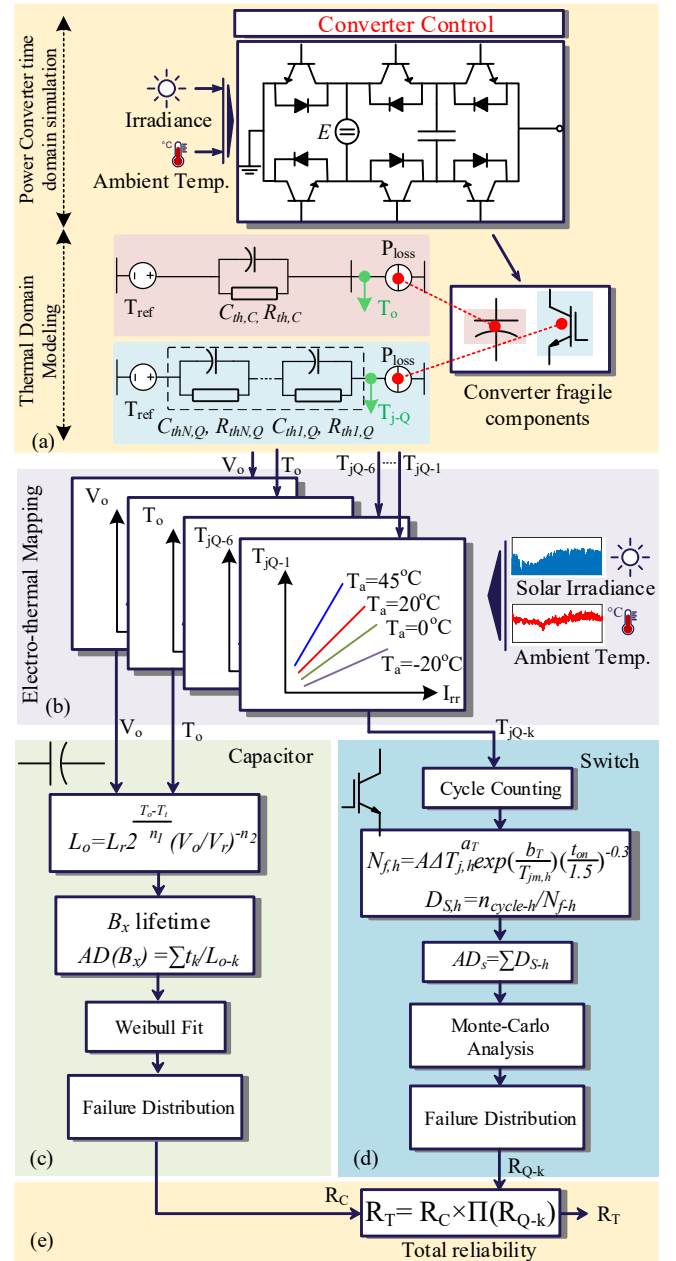 Power Converter time
domain simulation
Converter Control
Irradiance
°C
Ambient Temp.
E
Thermal Domain
Modeling
T_ref
C_th,C, R_th,C
P_loss
T_o
T_ref
C_thN,Q, R_thN,Q C_th1,Q, R_th1,Q
P_loss
T_j-Q
Converter fragile
components
(a)
V_o
T_o
T_jQ-6
T_jQ-1
Electro-thermal Mapping
V_o
T_o
T_jQ-6
T_jQ-1
T_a=45°C
T_a=20°C
T_a=0°C
T_a=-20°C
I_rr
Solar Irradiance
°C
Ambient Temp.
(b)
V_o
T_o
T_jQ-k
Capacitor
L_o=L_r2^{(T_o-T_t)/n_1}(V_o/V_r)^{-n_2}
B_x lifetime
AD(B_x)=∑t_k/L_o-k
Weibull Fit
Failure Distribution
(c)
Switch
Cycle Counting
N_f,h=AΔT_j,h^{a_T}exp(b_T/T_jm,h)(t_on/1.5)^{-0.3}
D_S,h=n_cycle-h/N_f-h
AD_s=∑D_S-h
Monte-Carlo
Analysis
Failure Distribution
(d)
R_Q-k
R_C
R_T= R_C×Π(R_Q-k)
R_T
Total reliability
(e)